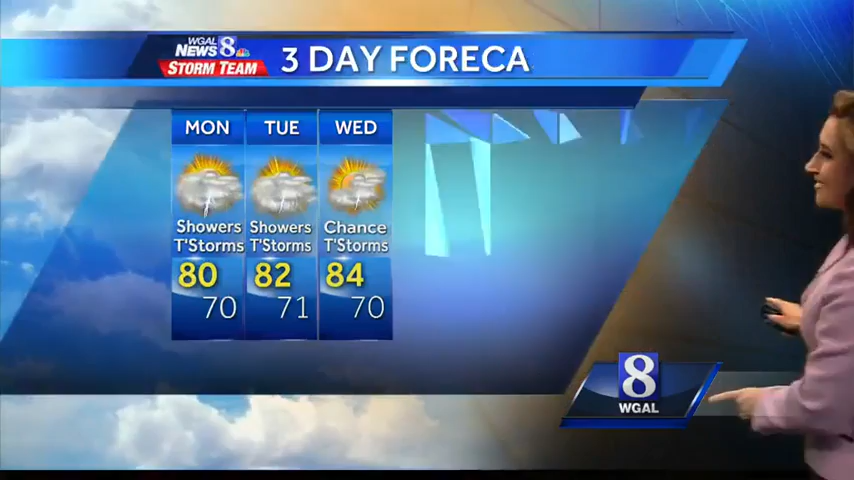 WGAL
NEWS 8
STORM TEAM
3 DAY FORECA
MON TUE WED
Showers Showers Chance
T'Storms T'Storms T'Storms
80 82 84
70 71 70
8
WGAL